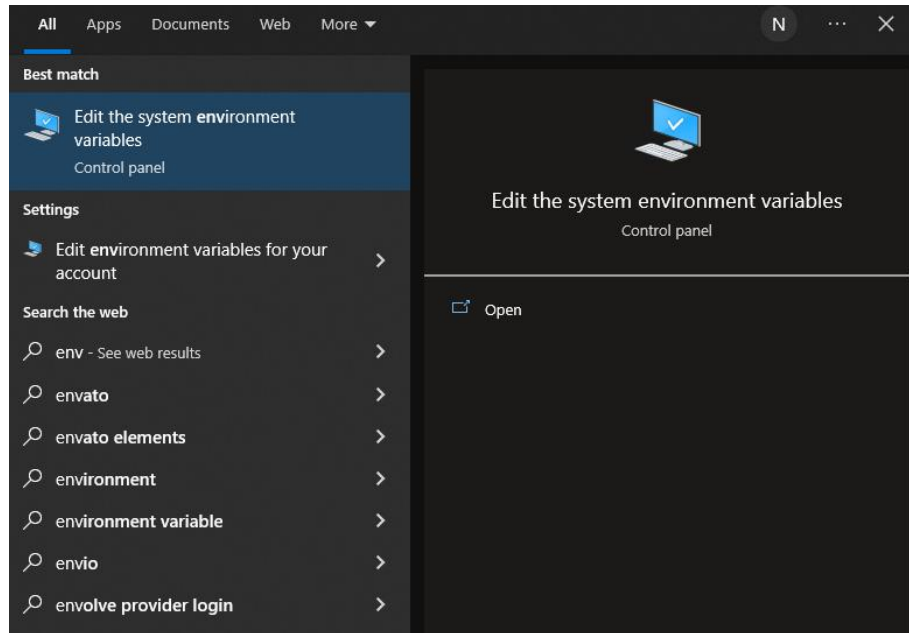 All Apps Documents Web More N ...
Best match
Edit the system environment
variables
Control panel
Settings
Edit environment variables for your
account
Search the web
env - See web results
envato
envato elements
environment
environment variable
envio
envolve provider login
Edit the system environment variables
Control panel
Open